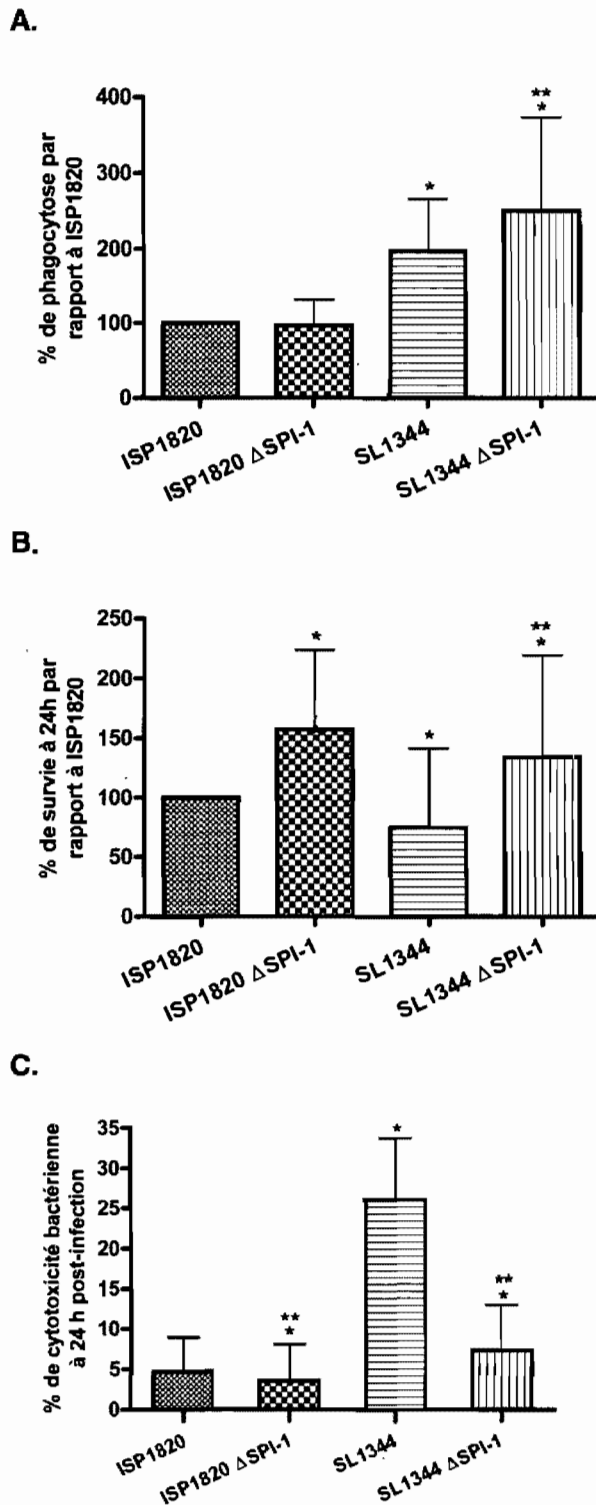 A.
% de phagocytose par
rapport à ISP1820
400
300
200
100
0
*
**
*
ISP1820
ISP1820 ΔSPI-1
SL1344
SL1344 ΔSPI-1
B.
% de survie à 24h par
rapport à ISP1820
250
200
150
100
50
0
*
*
**
*
ISP1820
ISP1820 ΔSPI-1
SL1344
SL1344 ΔSPI-1
C.
% de cytotoxicité bactérienne
à 24 h post-infection
35
30
25
20
15
10
5
0
**
*
*
**
*
ISP1820
ISP1820 ΔSPI-1
SL1344
SL1344 ΔSPI-1